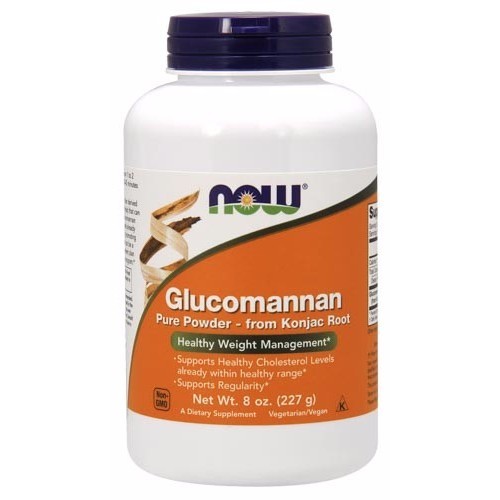 now®
Glucomannan
Pure Powder - from Konjac Root
Healthy Weight Management*
•Supports Healthy Cholesterol Levels
already within healthy range*
•Supports Regularity*
Non-
GMO
Net Wt. 8 oz. (227 g)
A Dietary Supplement Vegetarian/Vegan
K